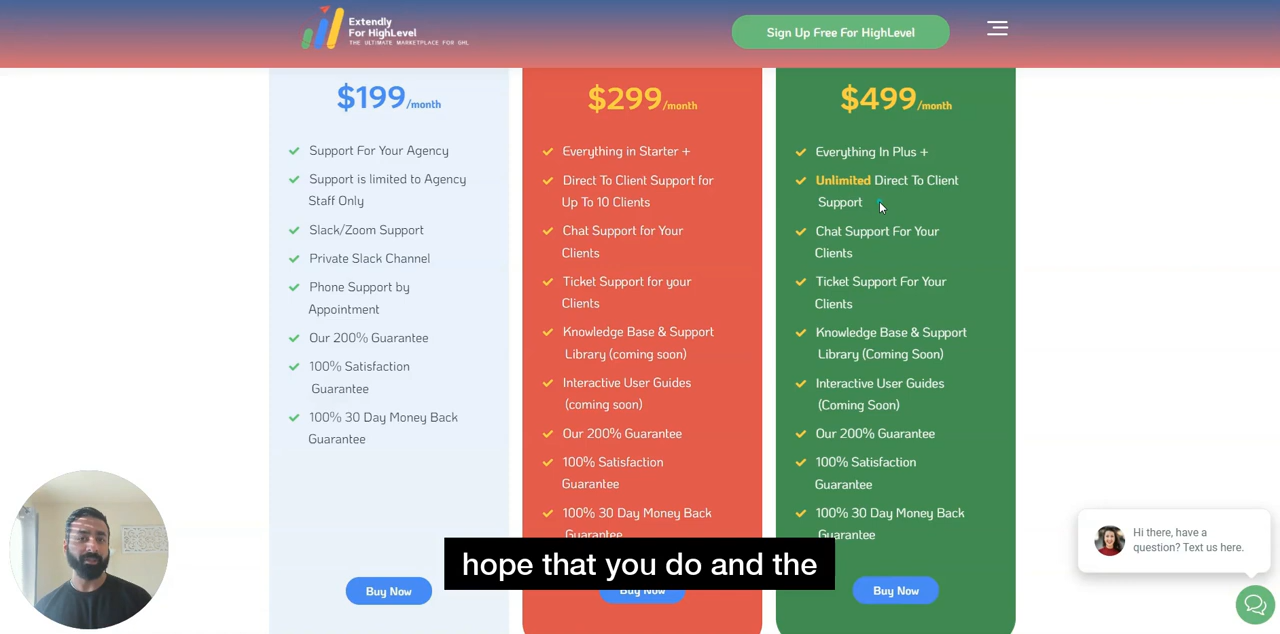 Extendly
For HighLevel
THE ULTIMATE MARKETPLACE FOR GHL
Sign Up Free For HighLevel
$199/month
Support For Your Agency
Support is limited to Agency
Staff Only
Slack/Zoom Support
Private Slack Channel
Phone Support by
Appointment
Our 200% Guarantee
100% Satisfaction
Guarantee
100% 30 Day Money Back
Guarantee
Buy Now
$299/month
Everything in Starter +
Direct To Client Support for
Up To 10 Clients
Chat Support for Your
Clients
Ticket Support for your
Clients
Knowledge Base & Support
Library (coming soon)
Interactive User Guides
(coming soon)
Our 200% Guarantee
100% Satisfaction
Guarantee
100% 30 Day Money Back
Guarantee
Buy Now
$499/month
Everything In Plus +
Unlimited Direct To Client
Support
Chat Support For Your
Clients
Ticket Support For Your
Clients
Knowledge Base & Support
Library (Coming Soon)
Interactive User Guides
(Coming Soon)
Our 200% Guarantee
100% Satisfaction
Guarantee
100% 30 Day Money Back
Guarantee
Buy Now
hope that you do and the
Hi there, have a
question? Text us here.